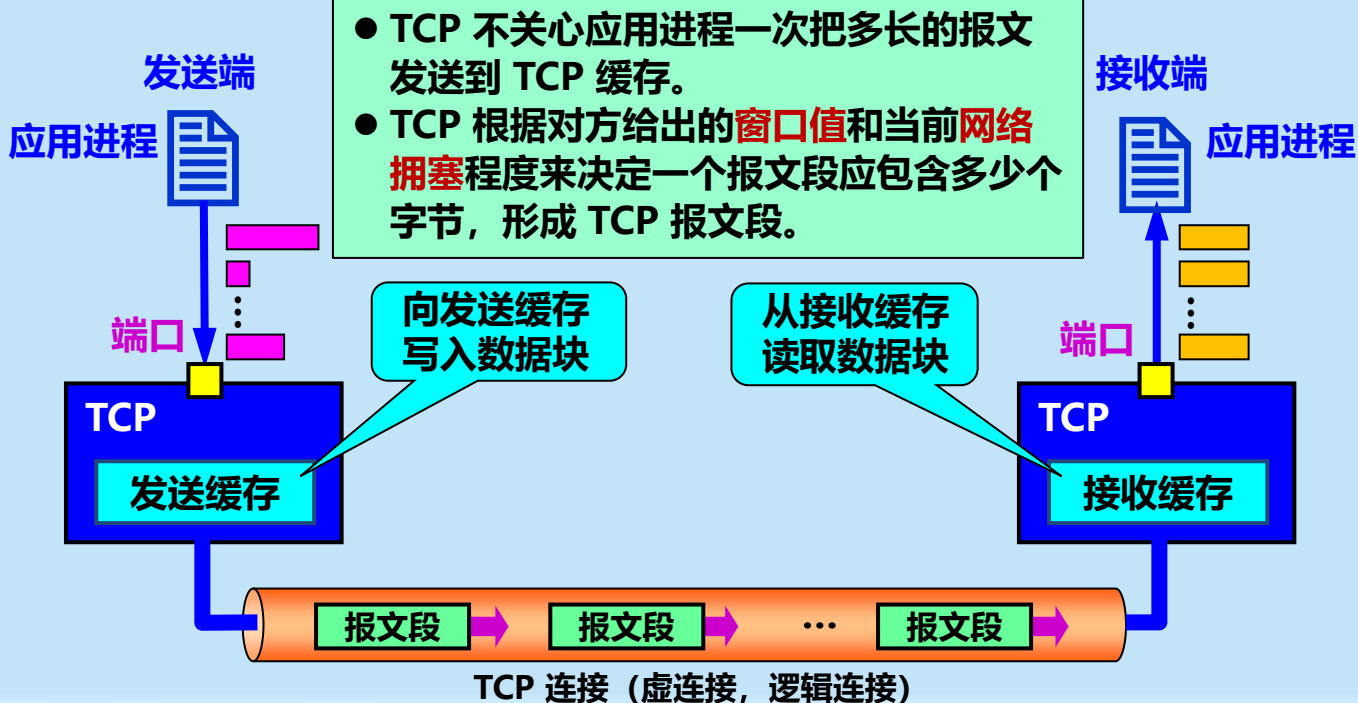 ● TCP 不关心应用进程一次把多长的报文
发送到 TCP 缓存。
● TCP 根据对方给出的窗口值和当前网络
拥塞程度来决定一个报文段应包含多少个
字节，形成 TCP 报文段。
发送端
应用进程
接收端
应用进程
端口
⋮
向发送缓存
写入数据块
从接收缓存
读取数据块
端口
⋮
TCP
发送缓存
TCP
接收缓存
报文段
报文段
…
报文段
TCP 连接（虚连接，逻辑连接）